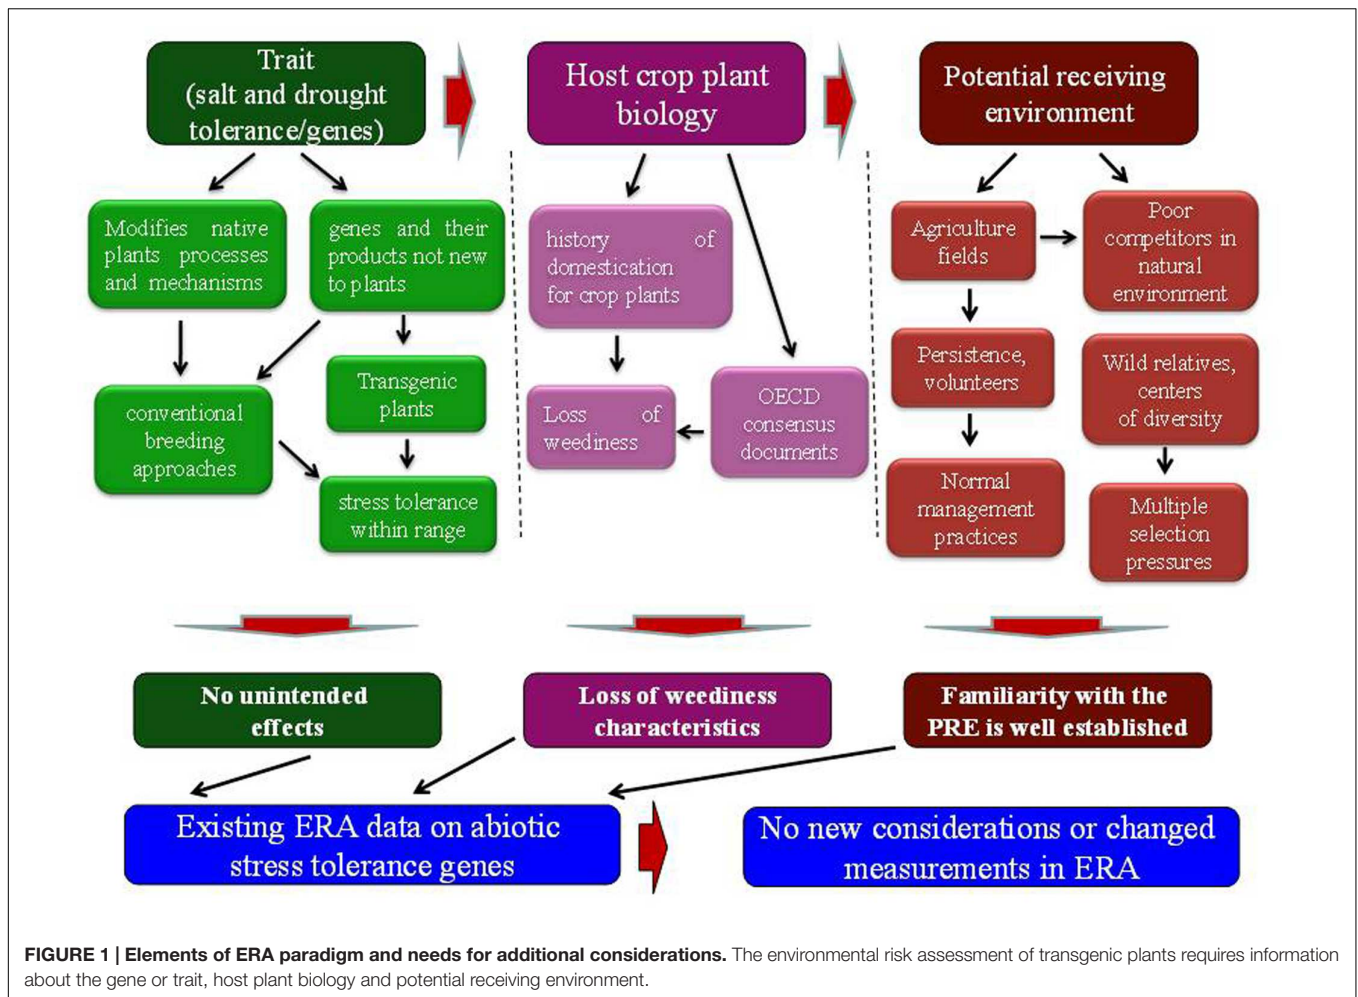 Trait
(salt and drought
tolerance/genes)
Host crop plant
biology
Potential receiving
environment
Modifies native
plants processes
and mechanisms
genes and their
products not new
to plants
conventional
breeding
approaches
Transgenic
plants
stress tolerance
within range
history of
domestication
for crop plants
Loss of
weediness
OECD
consensus
documents
Agriculture
fields
Poor
competitors in
natural
environment
Persistence,
volunteers
Wild relatives,
centers
of diversity
Normal
management
practices
Multiple
selection
pressures
No unintended
effects
Loss of weediness
characteristics
Familiarity with the
PRE is well established
Existing ERA data on abiotic
stress tolerance genes
No new considerations or changed
measurements in ERA
FIGURE 1 | Elements of ERA paradigm and needs for additional considerations. The environmental risk assessment of transgenic plants requires information
about the gene or trait, host plant biology and potential receiving environment.